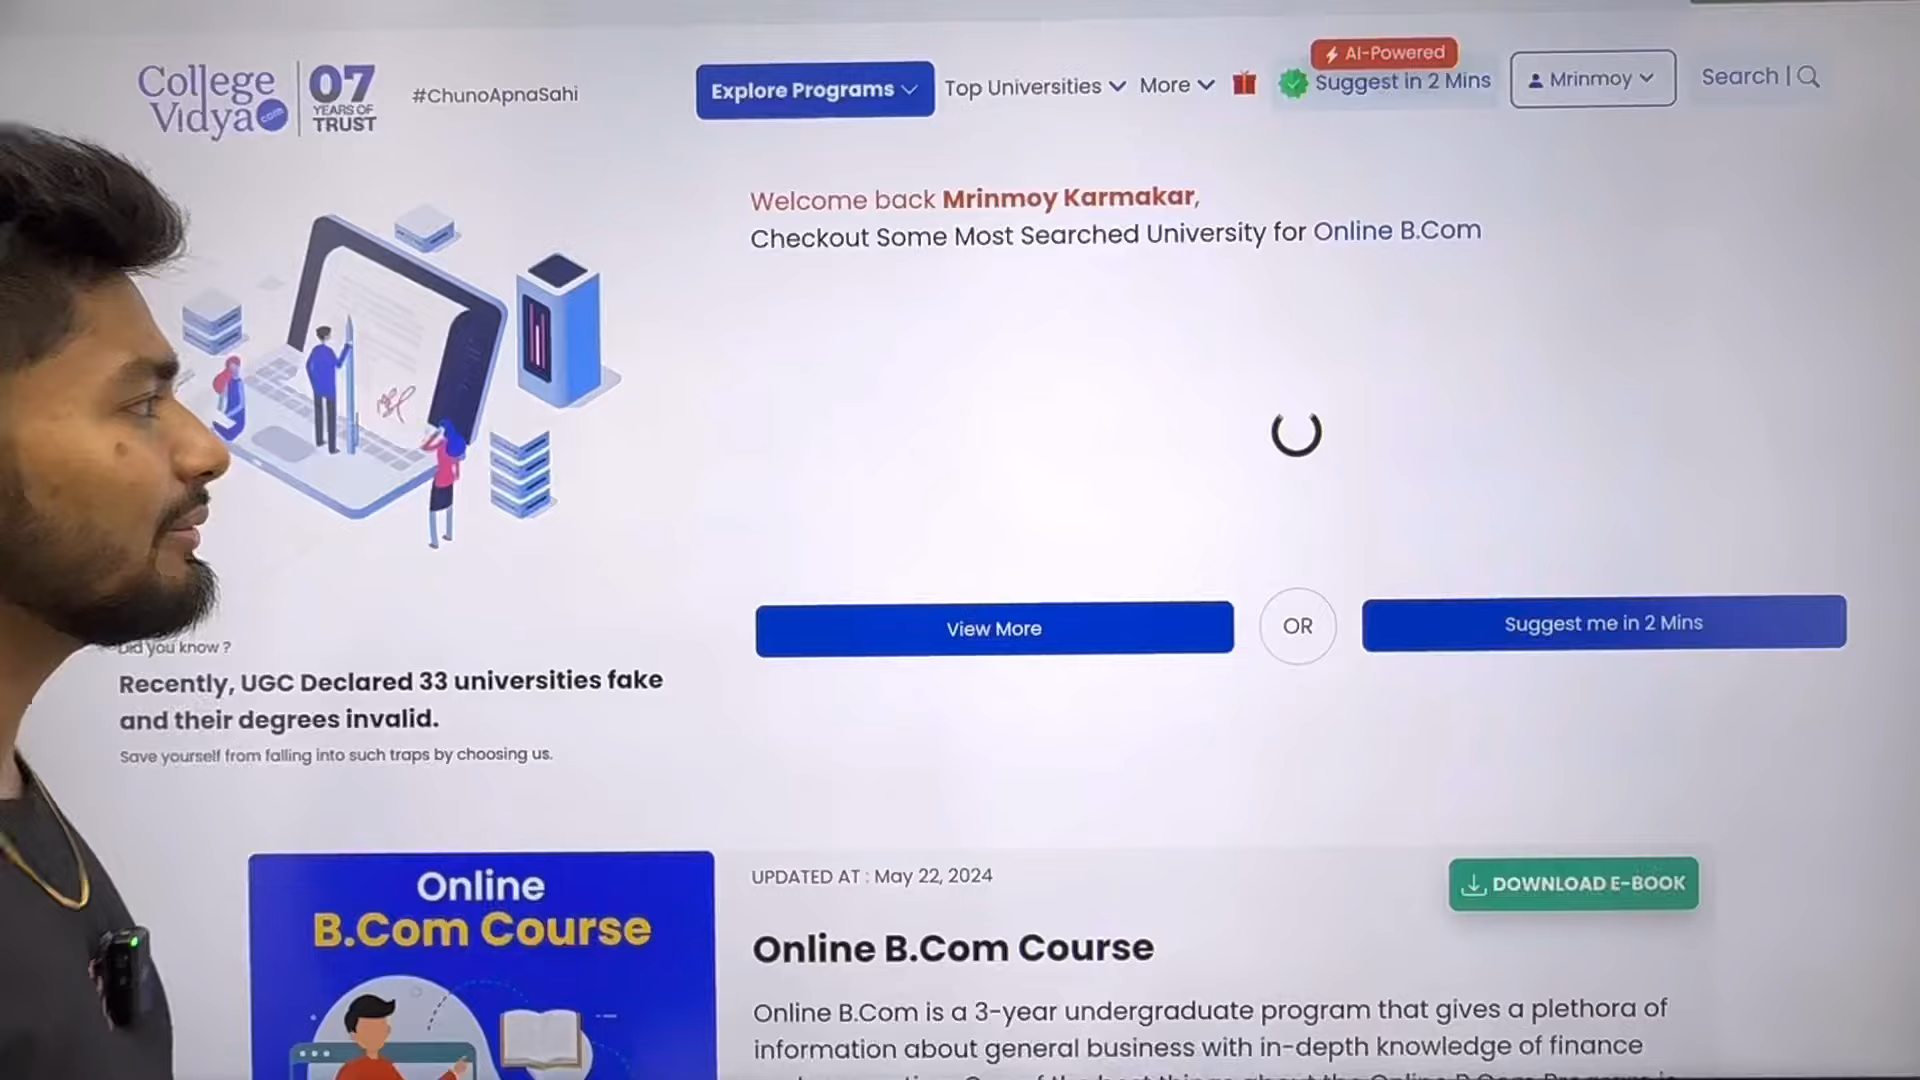 College
Vidya
.com
07
YEARS OF
TRUST
#ChunoApnaSahi
Explore Programs
Top Universities
More
AI-Powered
Suggest in 2 Mins
Mrinmoy
Search |
Welcome back Mrinmoy Karmakar,
Checkout Some Most Searched University for Online B.Com
View More
OR
Suggest me in 2 Mins
Did you know ?
Recently, UGC Declared 33 universities fake
and their degrees invalid.
Save yourself from falling into such traps by choosing us.
Online
B.Com Course
UPDATED AT : May 22, 2024
DOWNLOAD E-BOOK
Online B.Com Course
Online B.Com is a 3-year undergraduate program that gives a plethora of
information about general business with in-depth knowledge of finance